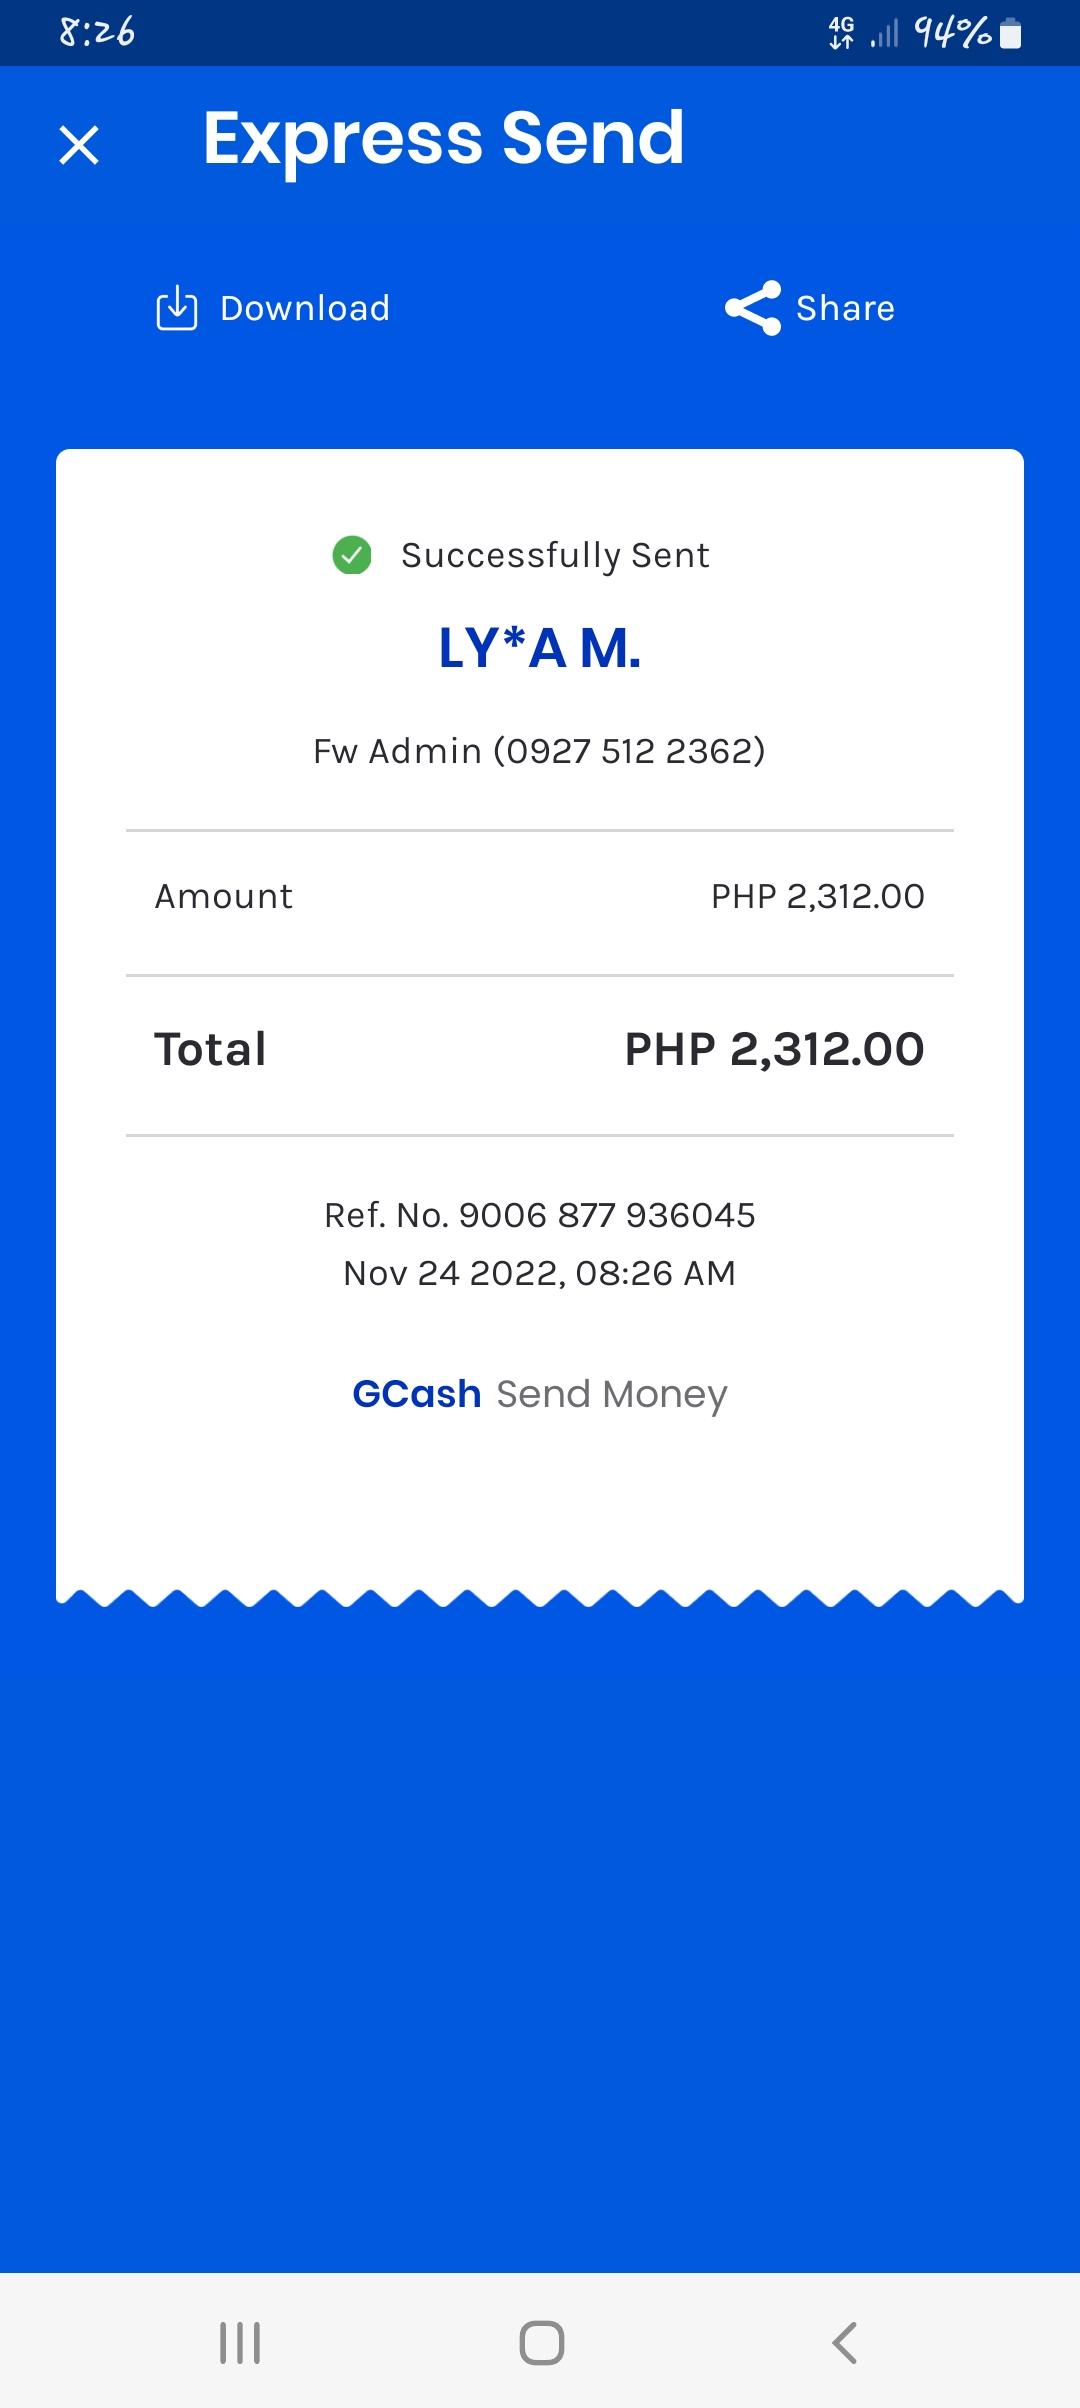 8:26 4G 94%
Express Send
Download Share
Successfully Sent
LY*A M.
Fw Admin (0927 512 2362)
Amount PHP 2,312.00
Total PHP 2,312.00
Ref. No. 9006 877 936045
Nov 24 2022, 08:26 AM
GCash Send Money